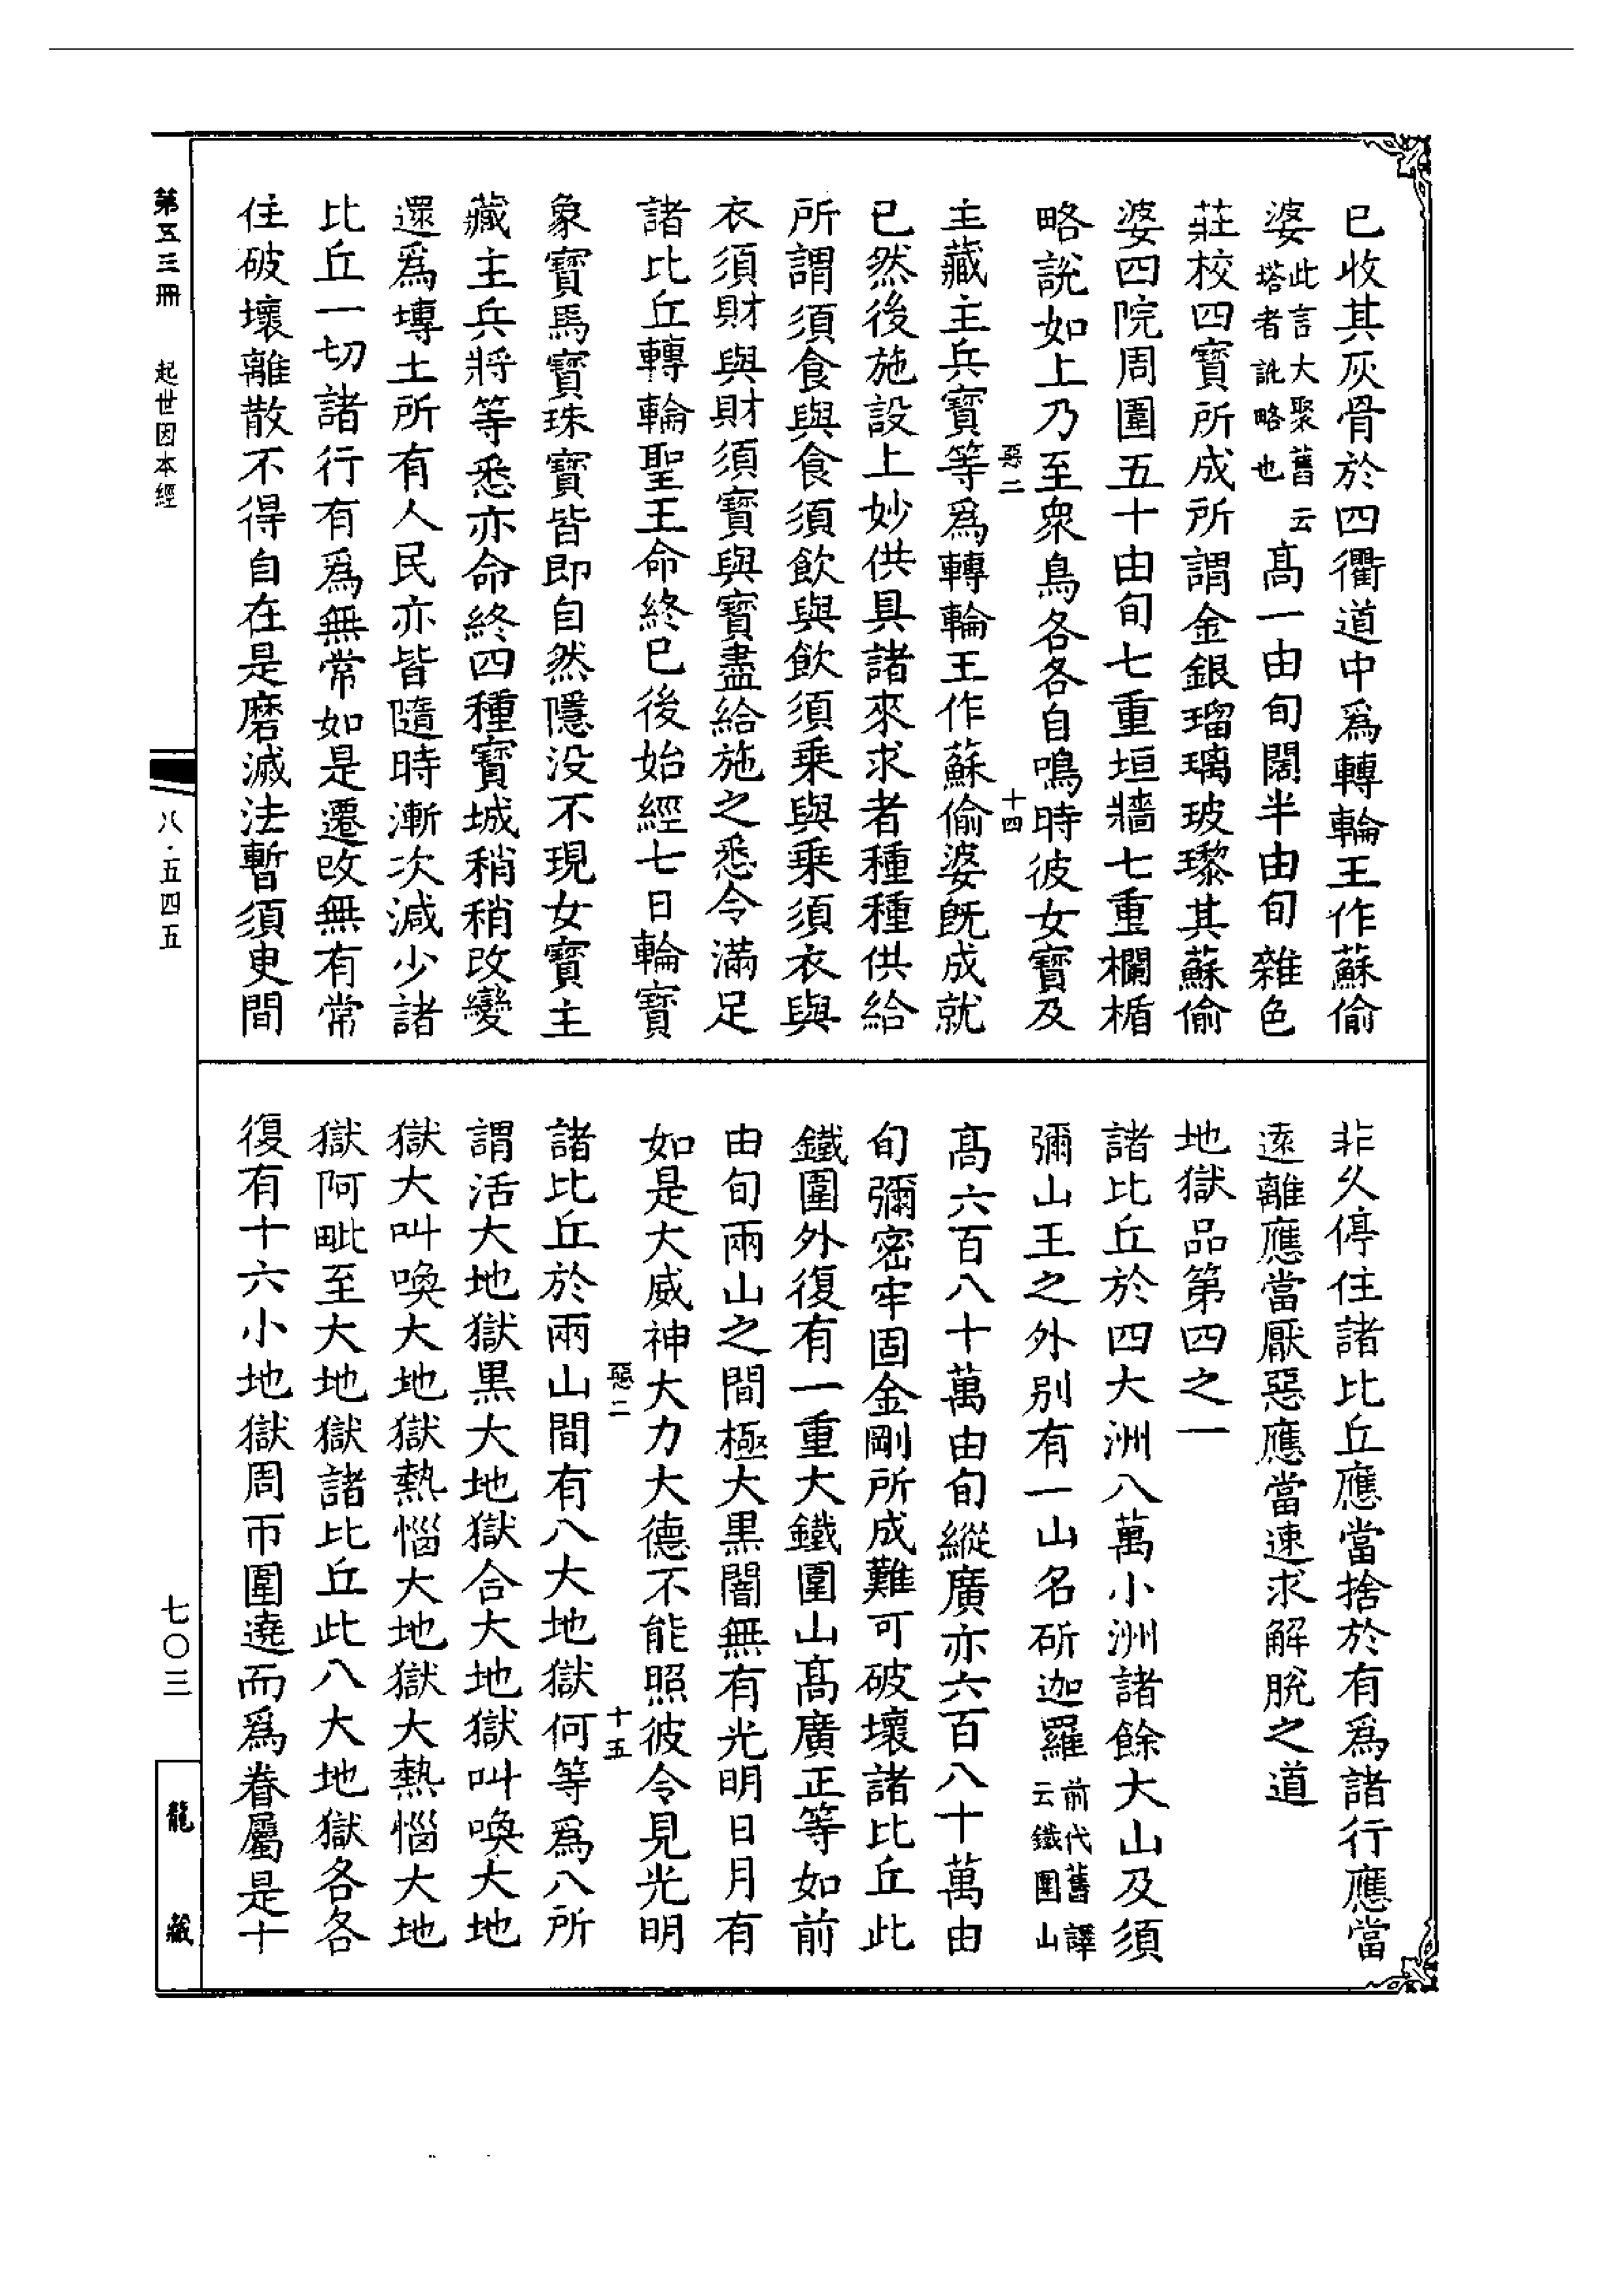 已收其灰骨於四衢道中爲轉輪王作蘇偷
婆此言大聚舊云塔者訛略也高一由旬闊半由旬雜色
莊校四寶所成所謂金銀瑠璃玻瓈其蘇偷
婆四院周圍五十由旬七重垣牆七重欄楯
略說如上乃至衆鳥各各自鳴時彼女寶及
惡二 十四
主藏主兵寶等爲轉輪王作蘇偷婆旣成就
已然後施設上妙供具諸來求者種種供給
所謂須食與食須飲與飲須乗與乗須衣與
衣須財與財須寶與寶盡給施之悉令滿足
諸比丘轉輪聖王命終已後始經七日輪寶
象寶馬寶珠寶皆即自然隱没不現女寶主
藏主兵將等悉亦命終四種寶城稍稍改變
還爲塼土所有人民亦皆隨時漸次減少諸
比丘一切諸行有爲無常如是遷改無有常
住破壞離散不得自在是磨滅法暫須臾間
非久停住諸比丘應當捨於有爲諸行應當
遠離應當厭惡應當速求解脫之道
地獄品第四之一
諸比丘於四大洲八萬小洲諸餘大山及須
彌山王之外別有一山名斫迦羅前代舊譯云鐵圍山
高六百八十萬由旬縱廣亦六百八十萬由
旬彌密牢固金剛所成難可破壞諸比丘此
鐵圍外復有一重大鐵圍山高廣正等如前
由旬兩山之間極大黒闇無有光明日月有
如是大威神大力大德不能照彼令見光明
惡二 十五
諸比丘於兩山間有八大地獄何等爲八所
謂活大地獄黒大地獄合大地獄叫喚大地
獄大叫喚大地獄熱惱大地獄大熱惱大地
獄阿毗至大地獄諸比丘此八大地獄各各
復有十六小地獄周帀圍遶而爲眷屬是十
第五三冊 起世因本經
八·五四五
七〇三
龍藏